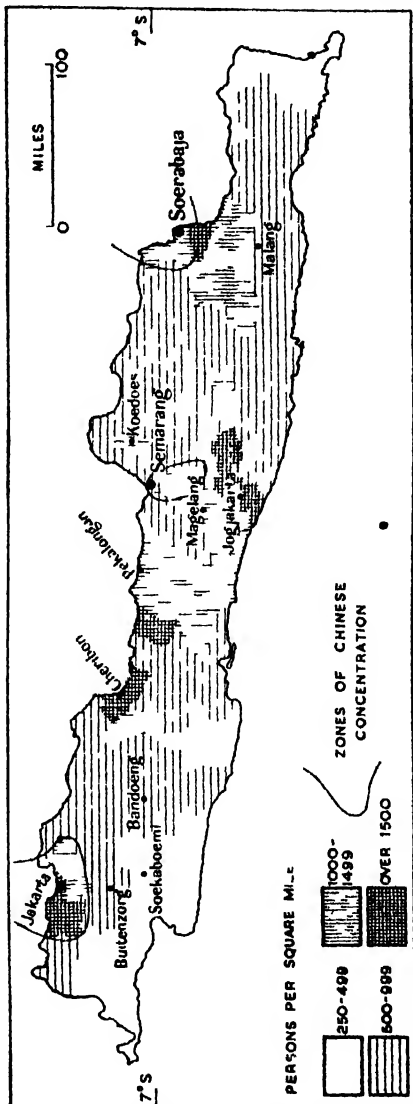 7° S
MILES
0 100
7° S
Jakarta
Buitenzorg
Soekaboemi
Bandoeng
Cheribon
Pekalongan
Semarang
Koedoes
Magelang
Jogjakarta
Soerabaja
Malang
PERSONS PER SQUARE MILE
250-499
500-999
1000-
1499
OVER 1500
ZONES OF CHINESE
CONCENTRATION